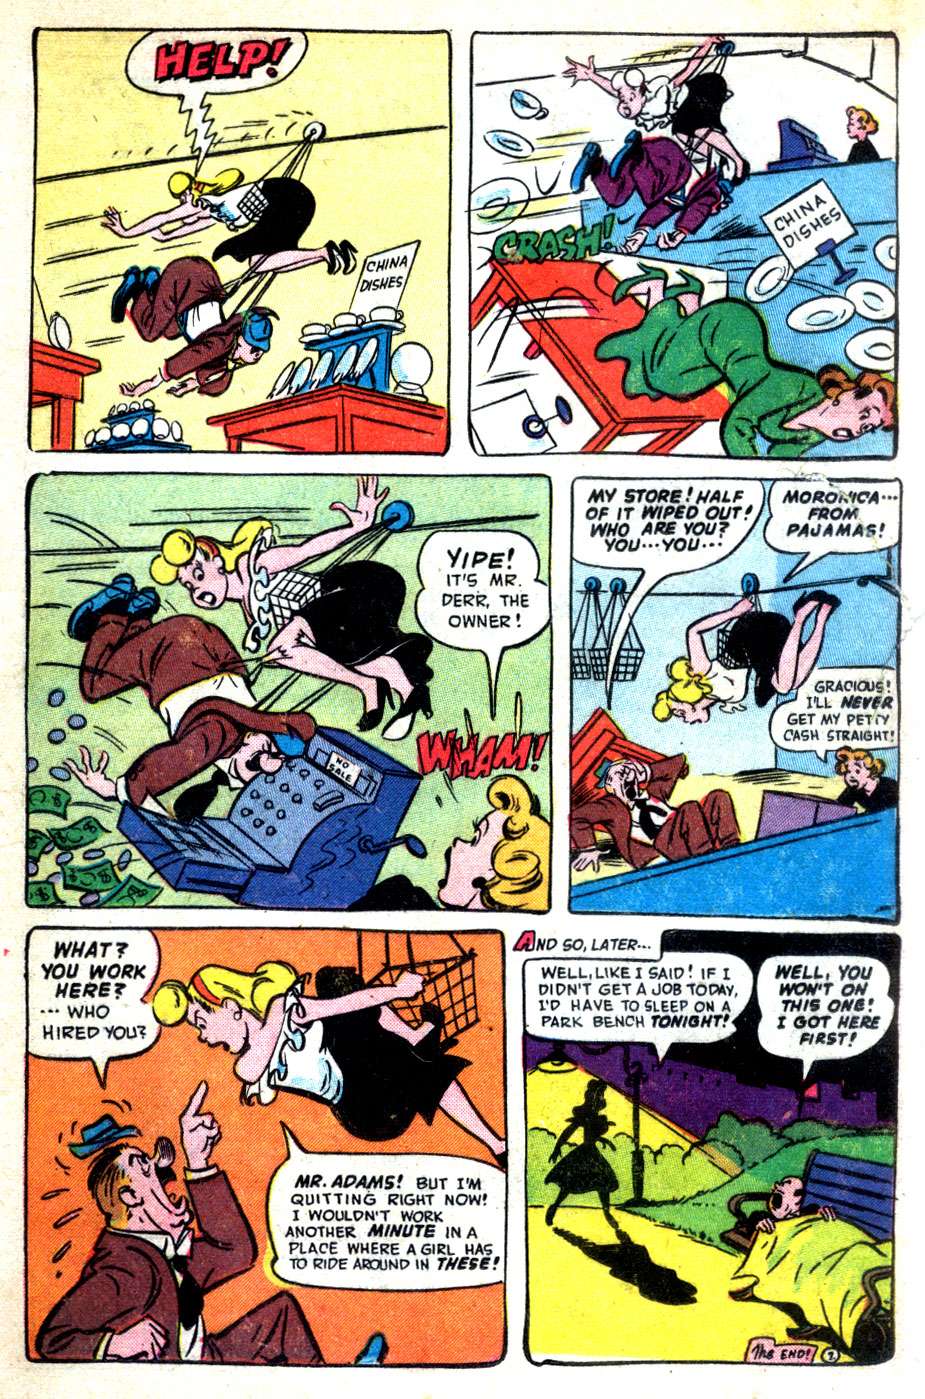 HELP!
CHINA
DISHES
CRASH!
CHINA
DISHES
YIPE!
IT'S MR.
DERR, THE
OWNER!
NO
SALE
WHAM!
MY STORE! HALF
OF IT WIPED OUT!
WHO ARE YOU?
YOU...YOU...
MORONICA...
FROM
PAJAMAS!
GRACIOUS!
I'LL NEVER
GET MY PETTY
CASH STRAIGHT!
WHAT?
YOU WORK
HERE?
... WHO
HIRED YOU?
MR. ADAMS! BUT I'M
QUITTING RIGHT NOW!
I WOULDN'T WORK
ANOTHER MINUTE IN A
PLACE WHERE A GIRL HAS
TO RIDE AROUND IN THESE!
AND SO, LATER...
WELL, LIKE I SAID! IF I
DIDN'T GET A JOB TODAY,
I'D HAVE TO SLEEP ON A
PARK BENCH TONIGHT!
WELL, YOU
WON'T ON
THIS ONE!
I GOT HERE
FIRST!
The END!
2